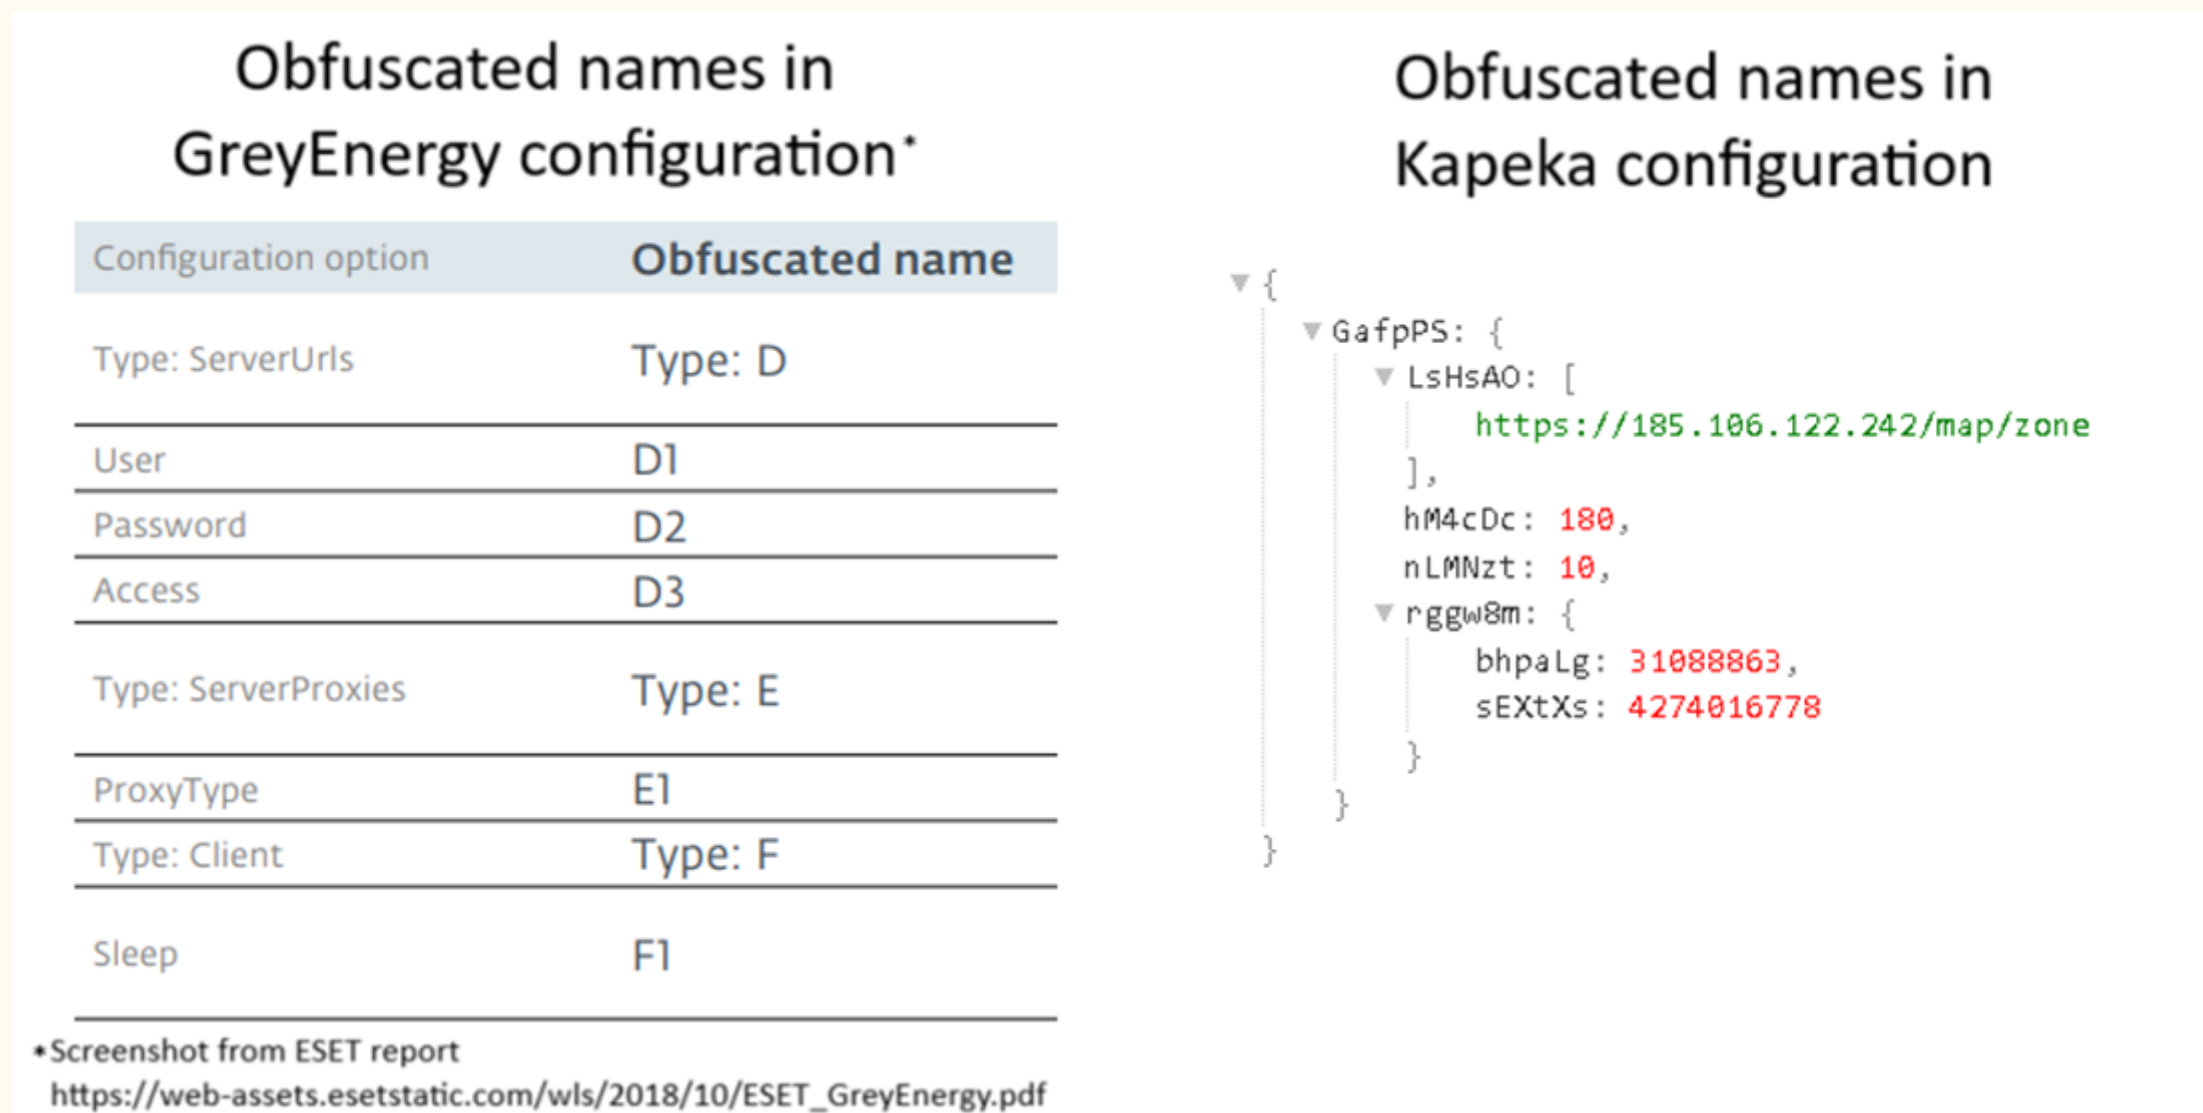 Obfuscated names in
GreyEnergy configuration*
Configuration option Obfuscated name
Type: ServerUrls Type: D
User D1
Password D2
Access D3
Type: ServerProxies Type: E
ProxyType E1
Type: Client Type: F
Sleep F1
*Screenshot from ESET report
https://web-assets.esetstatic.com/wls/2018/10/ESET_GreyEnergy.pdf
Obfuscated names in
Kapeka configuration
{
GafpPS: {
LsHsAO: [
https://185.106.122.242/map/zone
],
hM4cDc: 180,
nLMNzt: 10,
rggw8m: {
bhpaLg: 31088863,
sEXtXs: 4274016778
}
}
}